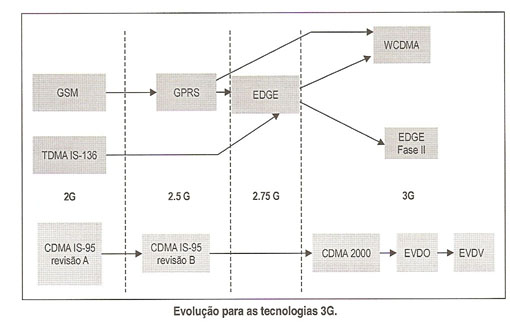 WCDMA
GSM
GPRS
EDGE
TDMA IS-136
EDGE
Fase II
2G
2.5 G
2.75 G
3G
CDMA IS-95
revisão A
CDMA IS-95
revisão B
CDMA 2000
EVDO
EVDV
Evolução para as tecnologias 3G.